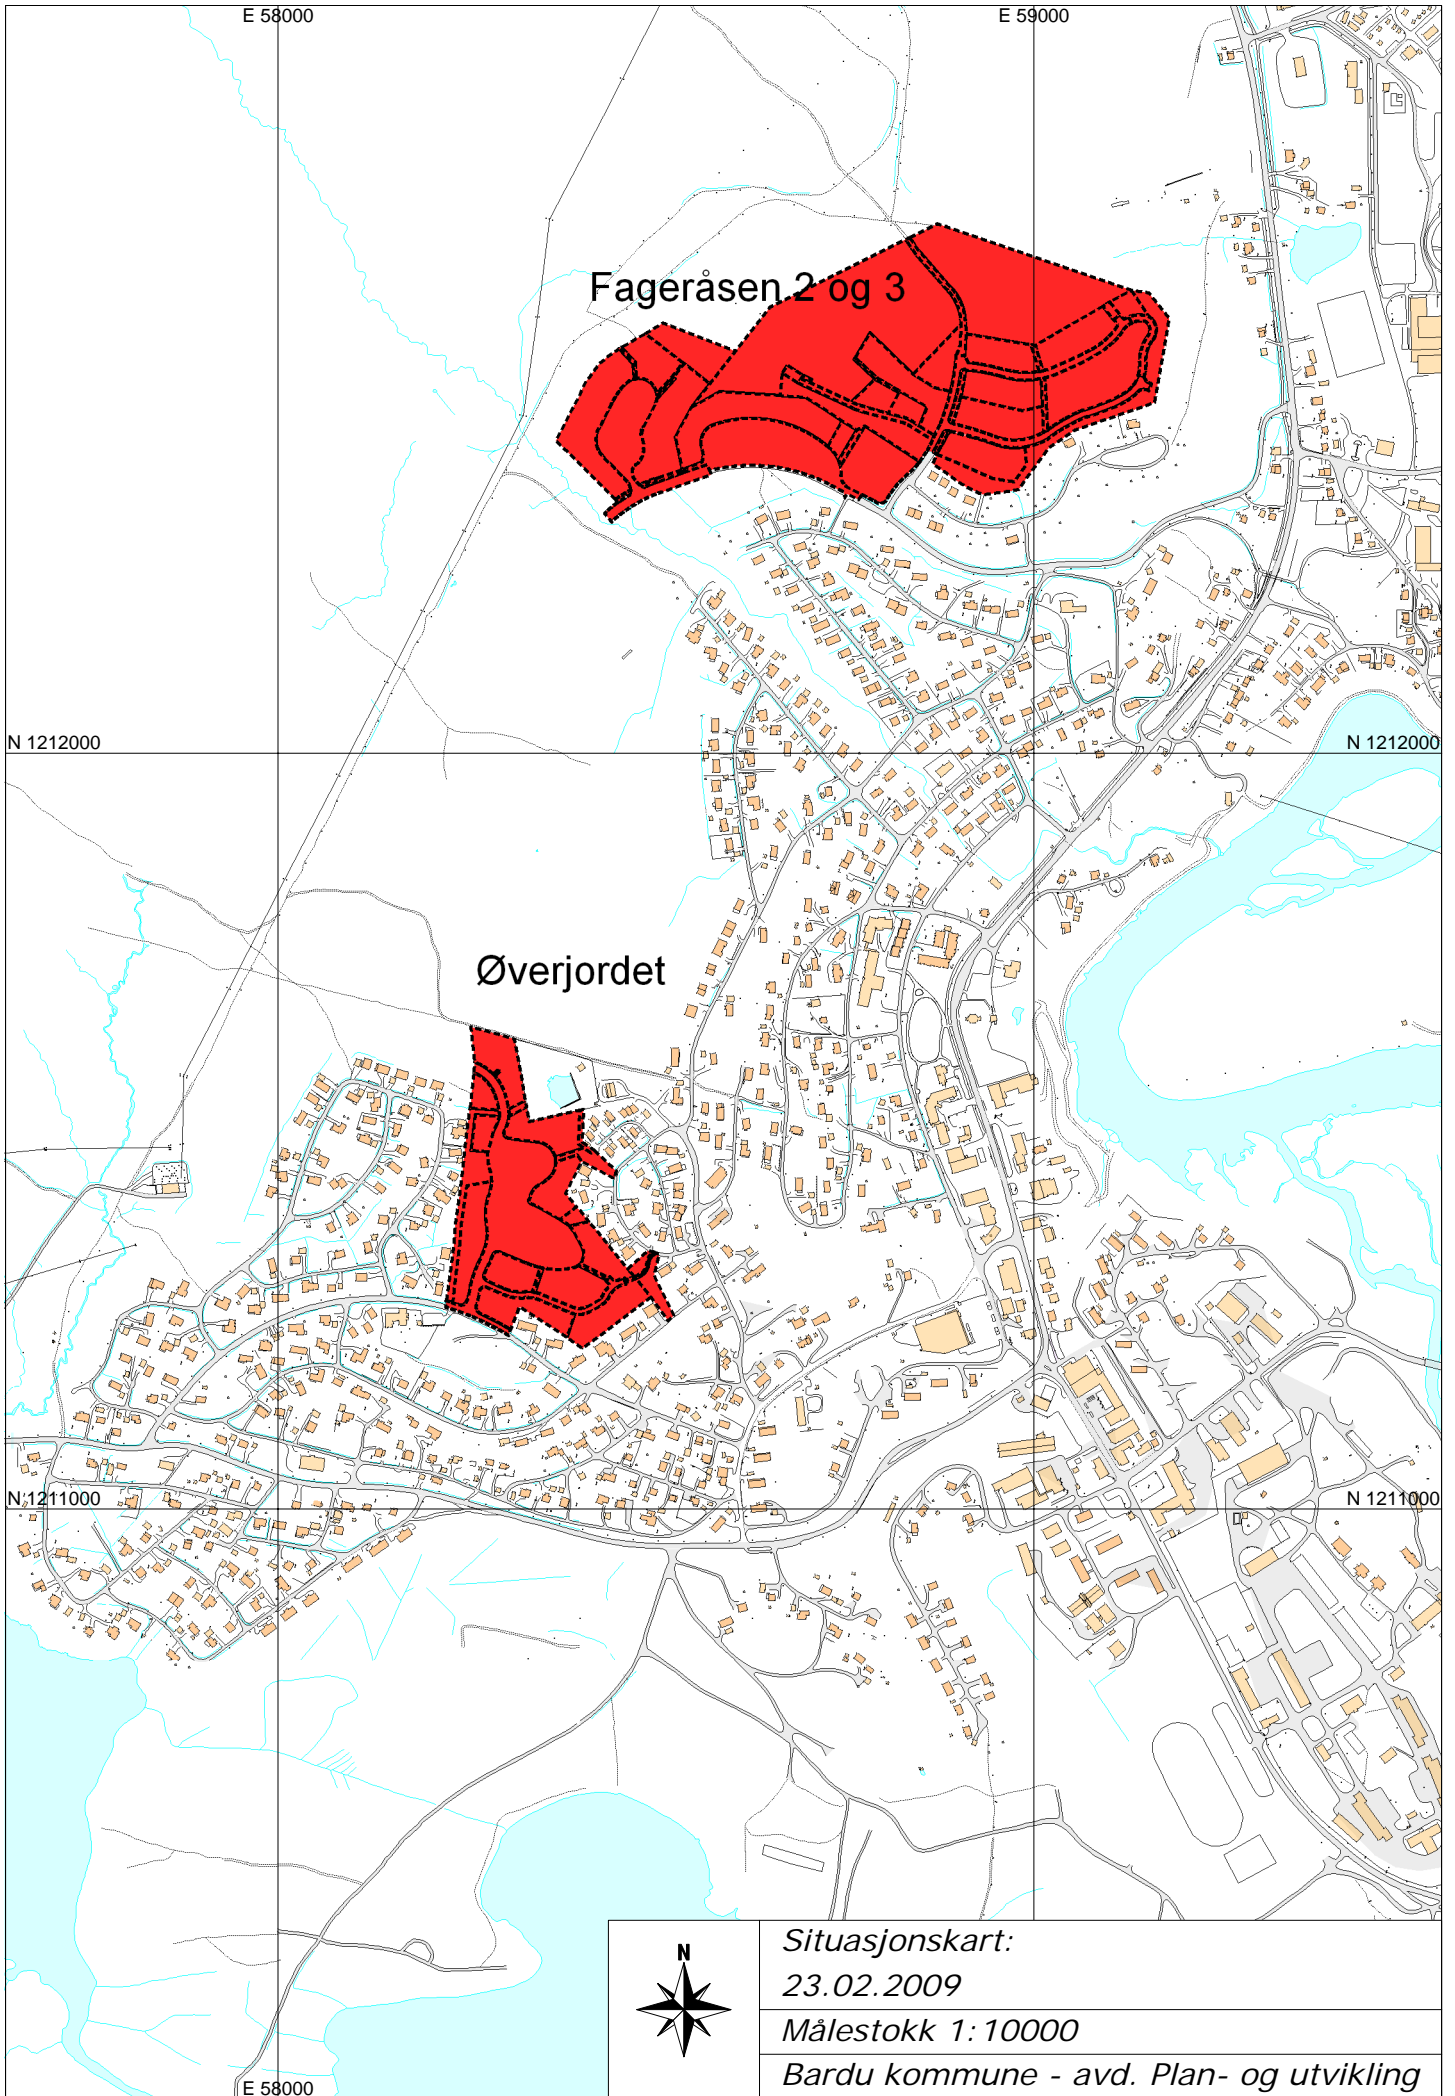 E 58000
E 59000
Fageråsen 2 og 3
N 1212000
N 1212000
Øverjordet
N 1211000
N 1211000
N
Situasjonskart:
23.02.2009
Målestokk 1:10000
Bardu kommune - avd. Plan- og utvikling
E 58000